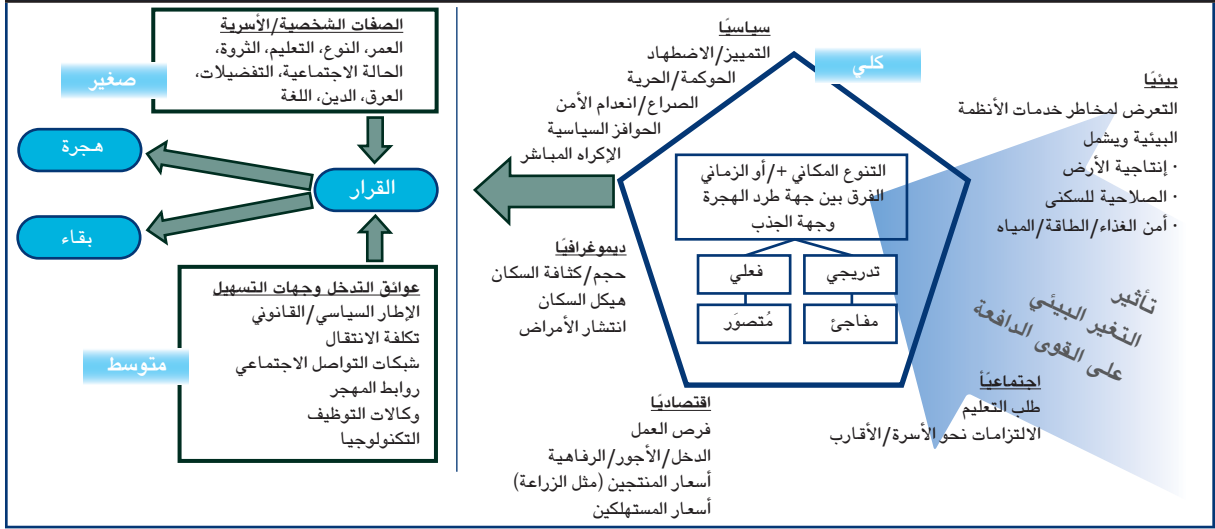 كلي
سياسيًا
التمييز/الاضطهاد
الحوكمة/الحرية
الصراع/انعدام الأمن
الحوافز السياسية
الإكراه المباشر
بيئيًا
التعرض لمخاطر خدمات الأنظمة
البيئية ويشمل
· إنتاجية الأرض
· الصلاحية للسكنى
· أمن الغذاء/الطاقة/المياه
التنوع المكاني +/أو الزماني
الفرق بين جهة طرد الهجرة
وجهة الجذب
تدريجي
فعلي
مفاجئ
مُتصوَر
تأثير
التغير البيئي
على القوى الدافعة
ديموغرافيًا
حجم/كثافة السكان
هيكل السكان
انتشار الأمراض
اجتماعيًأ
طلب التعليم
الالتزامات نحو الأسرة/الأقارب
اقتصاديًا
فرص العمل
الدخل/الأجور/الرفاهية
أسعار المنتجين (مثل الزراعة)
أسعار المستهلكين
الصفات الشخصية/الأسرية
العمر، النوع، التعليم، الثروة،
الحالة الاجتماعية، التفضيلات،
العرق، الدين، اللغة
صغير
القرار
هجرة
بقاء
عوائق التدخل وجهات التسهيل
الإطار السياسي/القانوني
تكلفة الانتقال
شبكات التواصل الاجتماعي
روابط المهجر
وكالات التوظيف
التكنولوجيا
متوسط